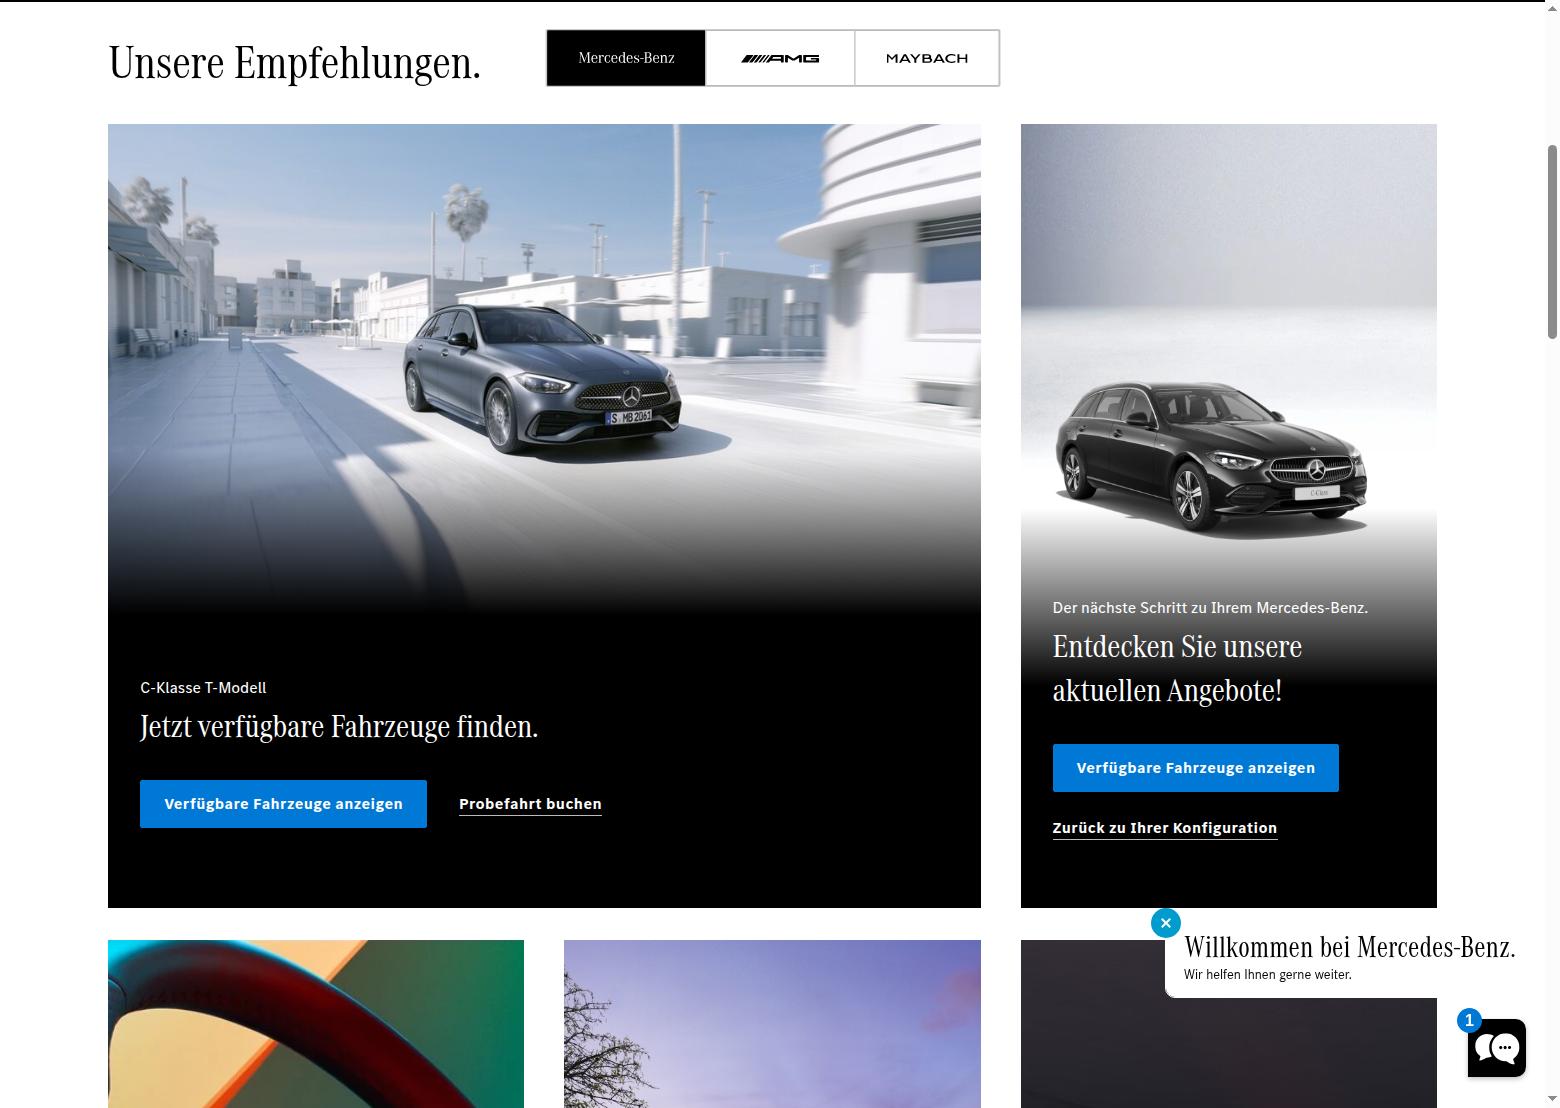 Unsere Empfehlungen.
Mercedes-Benz
AMG
MAYBACH
S MB 2061
C-Klasse T-Modell
Jetzt verfügbare Fahrzeuge finden.
Verfügbare Fahrzeuge anzeigen
Probefahrt buchen
C-Class
Der nächste Schritt zu Ihrem Mercedes-Benz.
Entdecken Sie unsere
aktuellen Angebote!
Verfügbare Fahrzeuge anzeigen
Zurück zu Ihrer Konfiguration
Willkommen bei Mercedes-Benz.
Wir helfen Ihnen gerne weiter.
1